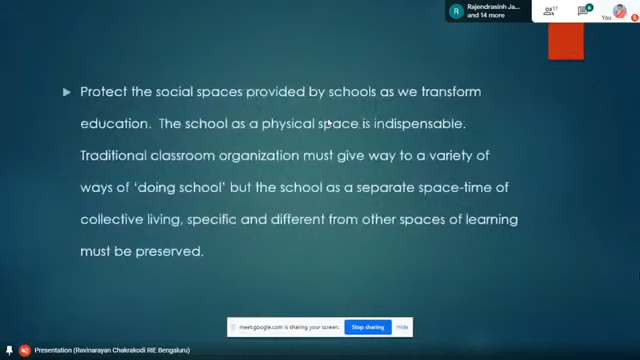 Rajendrasinh Ja...
and 14 more
17
6
You
R
Protect the social spaces provided by schools as we transform
education. The school as a physical space is indispensable.
Traditional classroom organization must give way to a variety of
ways of ‘doing school’ but the school as a separate space-time of
collective living, specific and different from other spaces of learning
must be preserved.
meet.google.com is sharing your screen.
Stop sharing
Hide
Presentation (Ravinarayan Chakrakodi RIE Bengaluru)